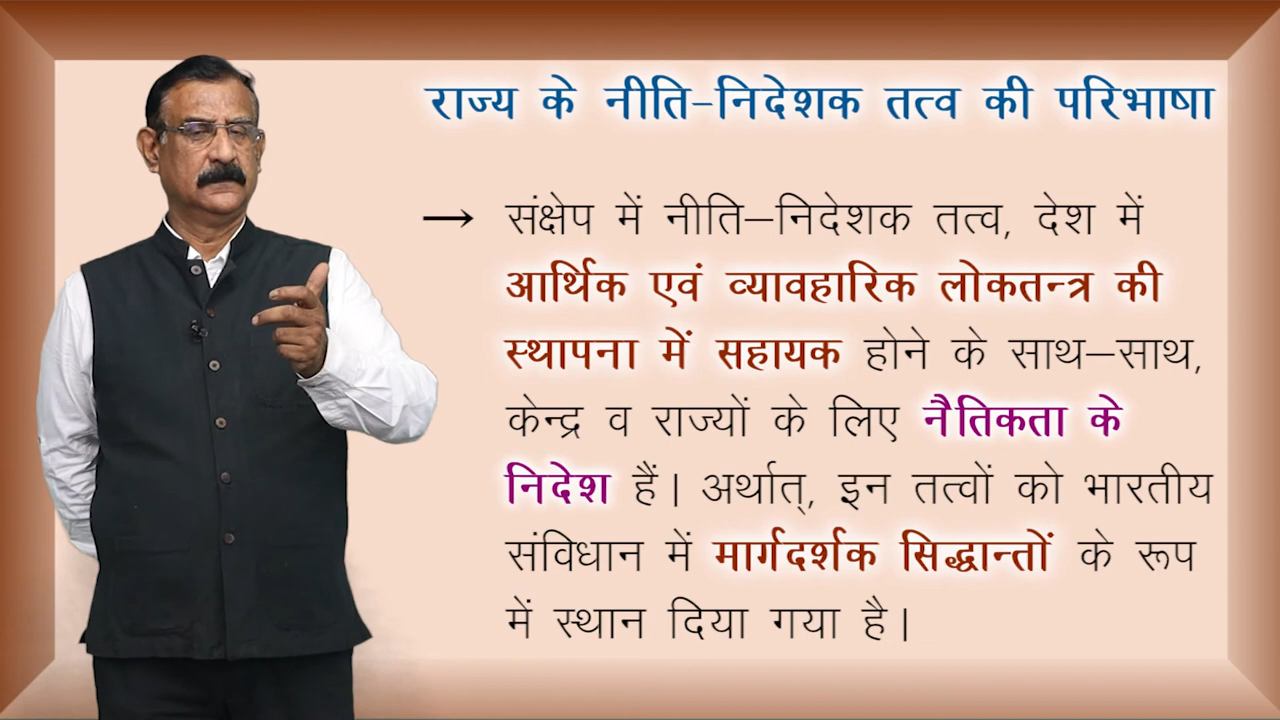 राज्य के नीति-निदेशक तत्व की परिभाषा
→ संक्षेप में नीति–निदेशक तत्व, देश में
आर्थिक एवं व्यावहारिक लोकतन्त्र की
स्थापना में सहायक होने के साथ–साथ,
केन्द्र व राज्यों के लिए नैतिकता के
निदेश हैं। अर्थात्, इन तत्वों को भारतीय
संविधान में मार्गदर्शक सिद्धान्तों के रूप
में स्थान दिया गया है।